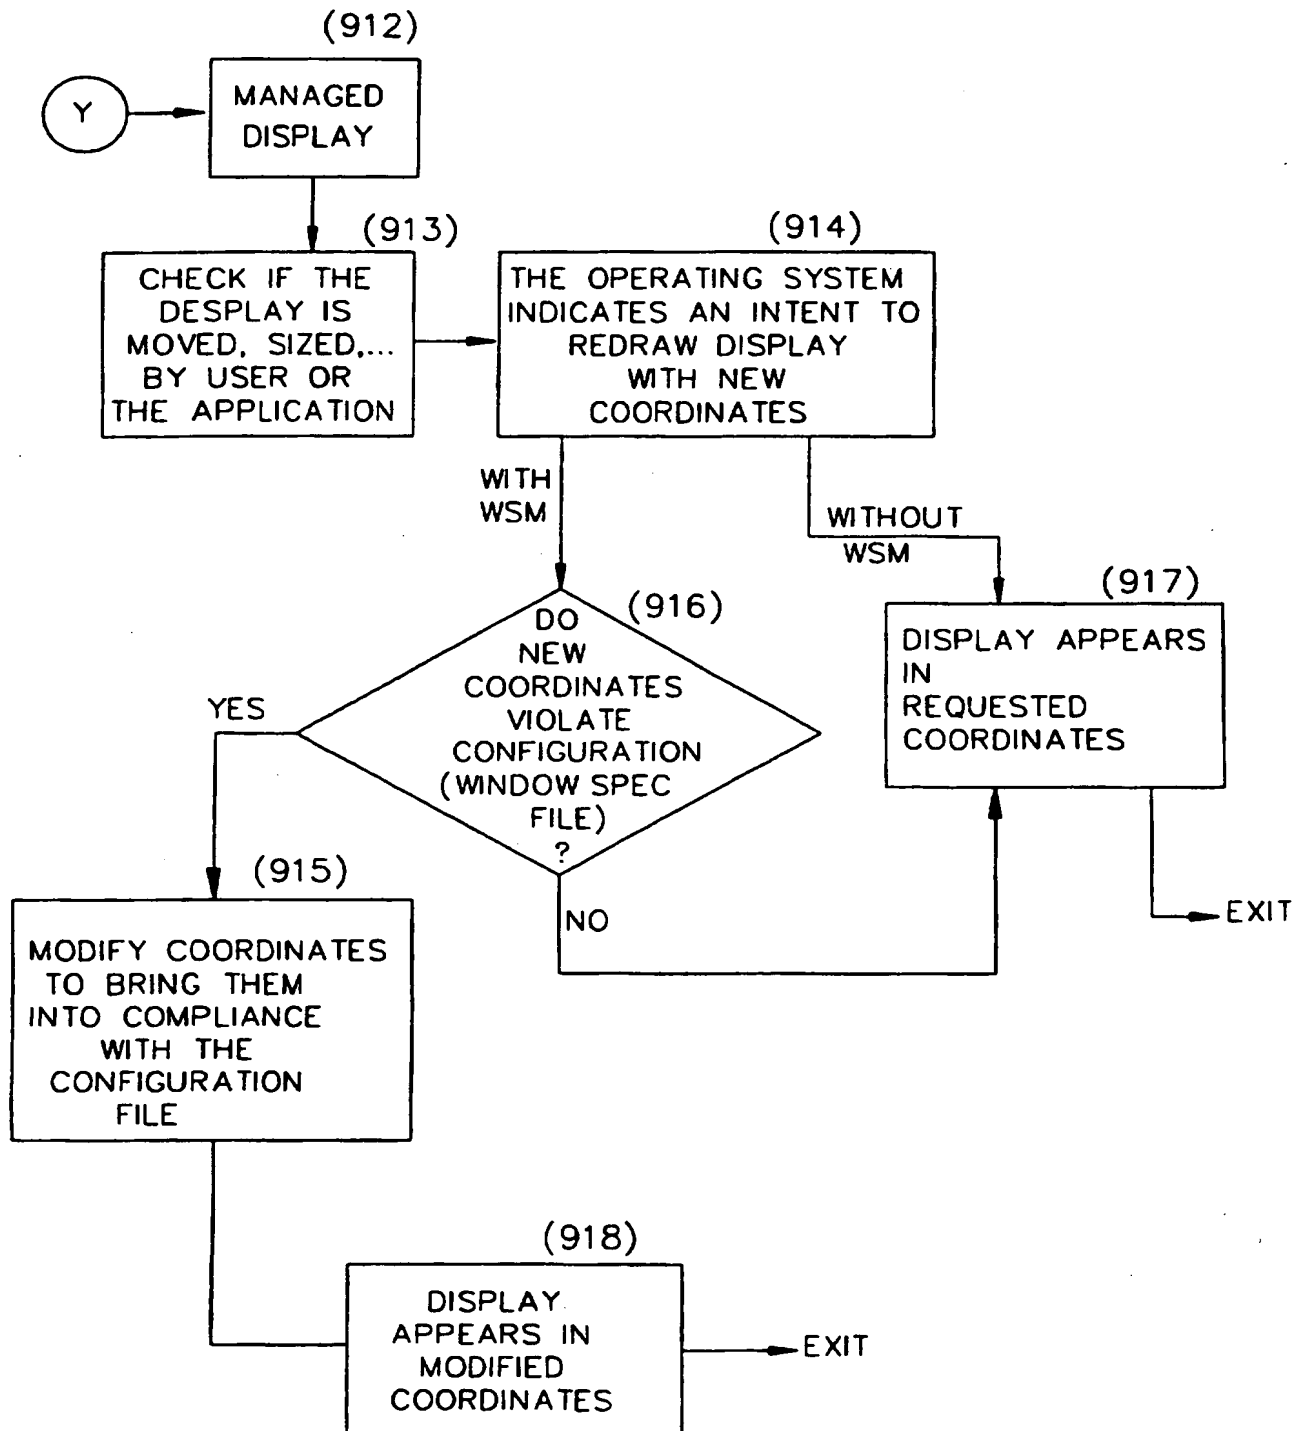 (912)
Y
MANAGED
DISPLAY
(913)
CHECK IF THE
DESPLAY IS
MOVED, SIZED,...
BY USER OR
THE APPLICATION
(914)
THE OPERATING SYSTEM
INDICATES AN INTENT TO
REDRAW DISPLAY
WITH NEW
COORDINATES
WITH
WSM
WITHOUT
WSM
(916)
DO
NEW
COORDINATES
VIOLATE
CONFIGURATION
(WINDOW SPEC
FILE)
?
(917)
DISPLAY APPEARS
IN
REQUESTED
COORDINATES
EXIT
YES
NO
(915)
MODIFY COORDINATES
TO BRING THEM
INTO COMPLIANCE
WITH THE
CONFIGURATION
FILE
(918)
DISPLAY
APPEARS IN
MODIFIED
COORDINATES
EXIT